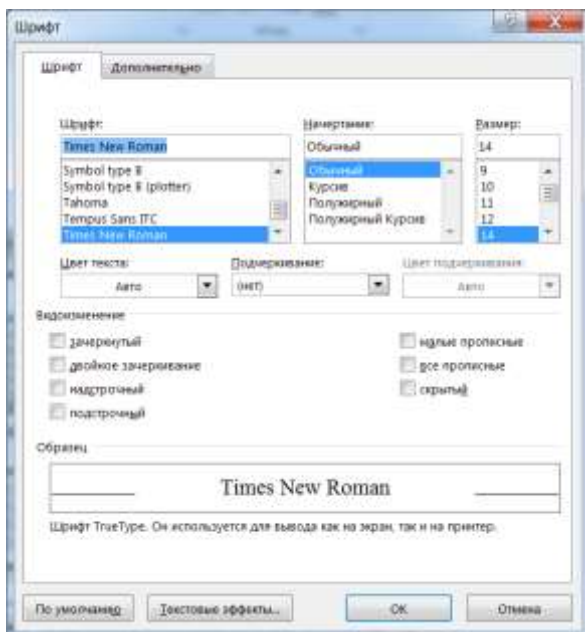 Шрифт
Шрифт Дополнительно
Шрифт: Начертание: Размер:
Times New Roman Обычный 14
Symbol type B Обычный 9
Symbol type B (plotter) Курсив 10
Tahoma Полужирный 11
Tempus Sans ITC Полужирный Курсив 12
Times New Roman 14
Цвет текста: Подчеркивание: Цвет подчеркивания:
Авто (нет) Авто
Видоизменение
зачеркнутый малые прописные
двойное зачеркивание все прописные
надстрочный скрытый
подстрочный
Образец
Times New Roman
Шрифт TrueType. Он используется для вывода как на экран, так и на принтер.
По умолчанию Текстовые эффекты... ОК Отмена